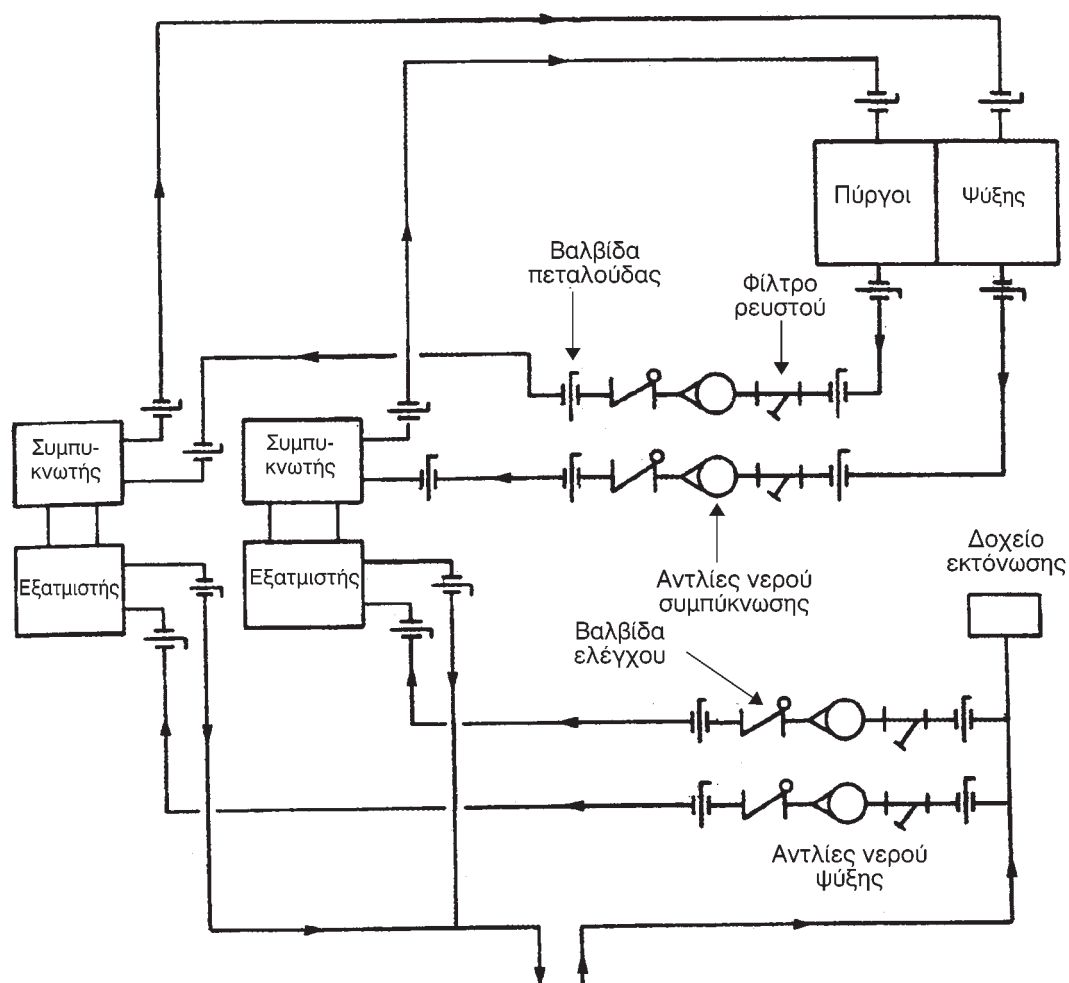 Πύργοι
Ψύξης
Βαλβίδα
πεταλούδας
Φίλτρο
ρευστού
Συμπυ-
κνωτής
Συμπυ-
κνωτής
Εξατμιστής
Εξατμιστής
Αντλίες νερού
συμπύκνωσης
Δοχείο
εκτόνωσης
Βαλβίδα
ελέγχου
Αντλίες νερού
ψύξης